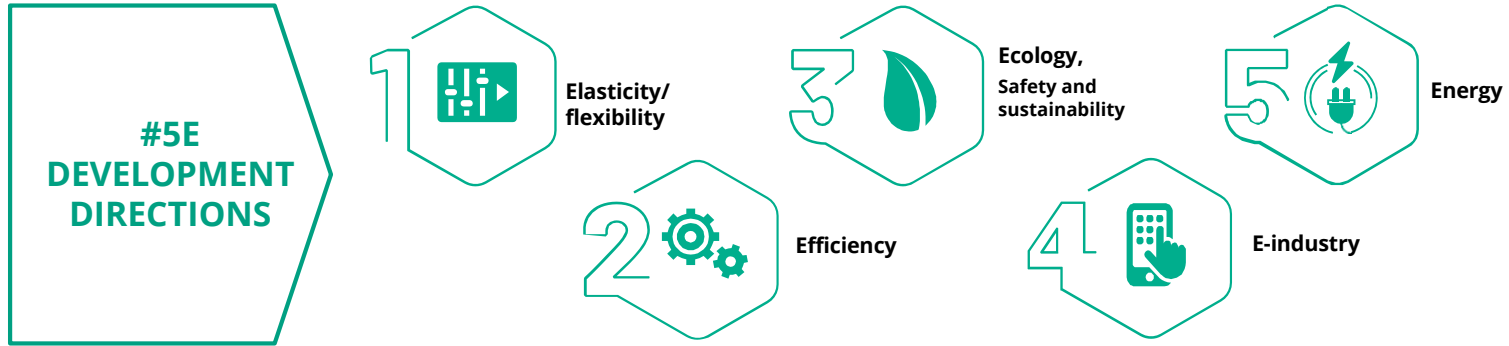 #5E
DEVELOPMENT
DIRECTIONS
1
Elasticity/
flexibility
2
Efficiency
3
Ecology,
Safety and
sustainability
4
E-industry
5
Energy